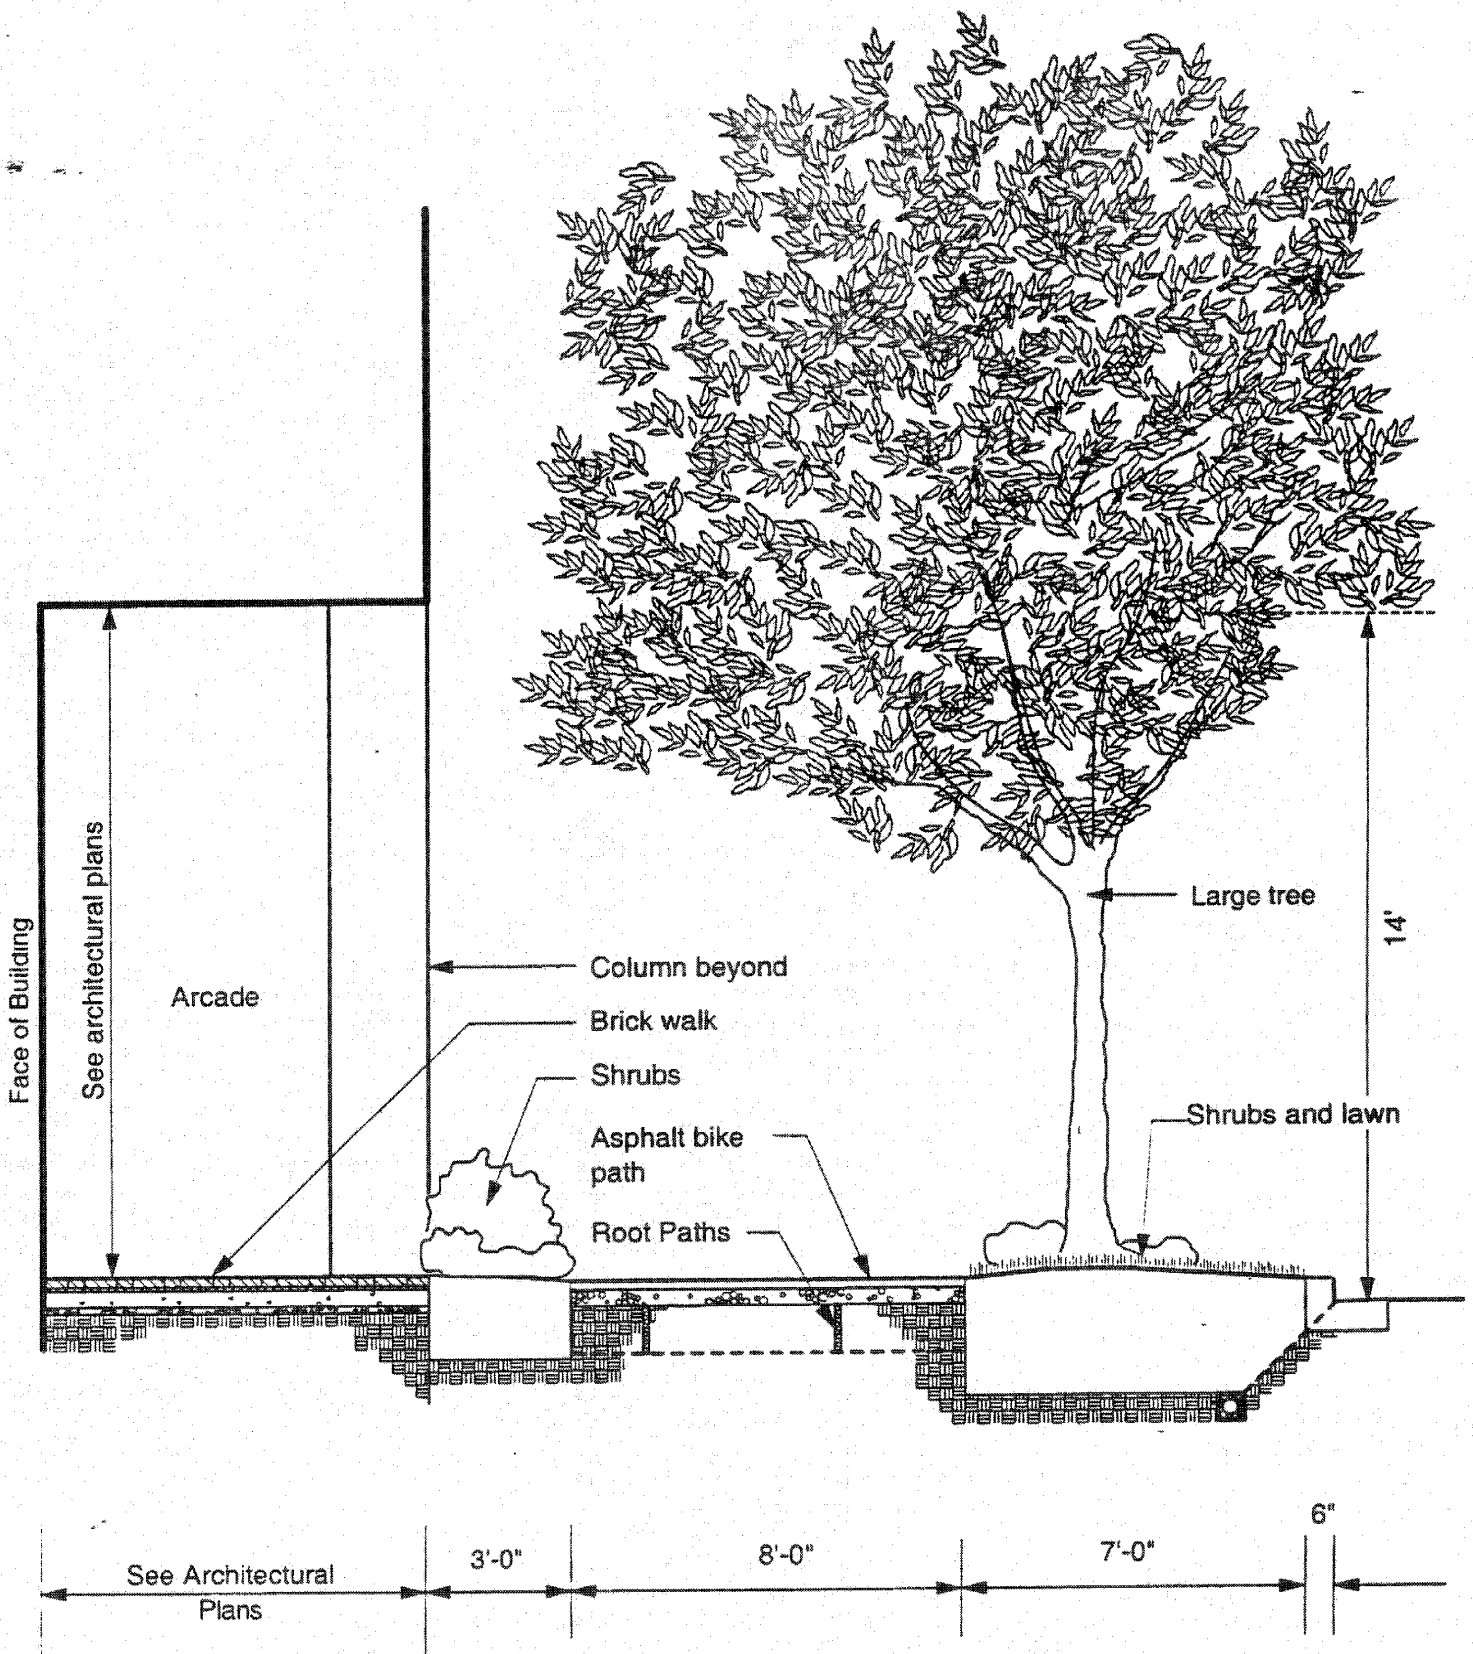 Large tree
14'
Face of Building
See architectural plans
Arcade
Column beyond
Brick walk
Shrubs
Asphalt bike
path
Root Paths
Shrubs and lawn
See Architectural
Plans
3'-0"
8'-0"
7'-0"
6"